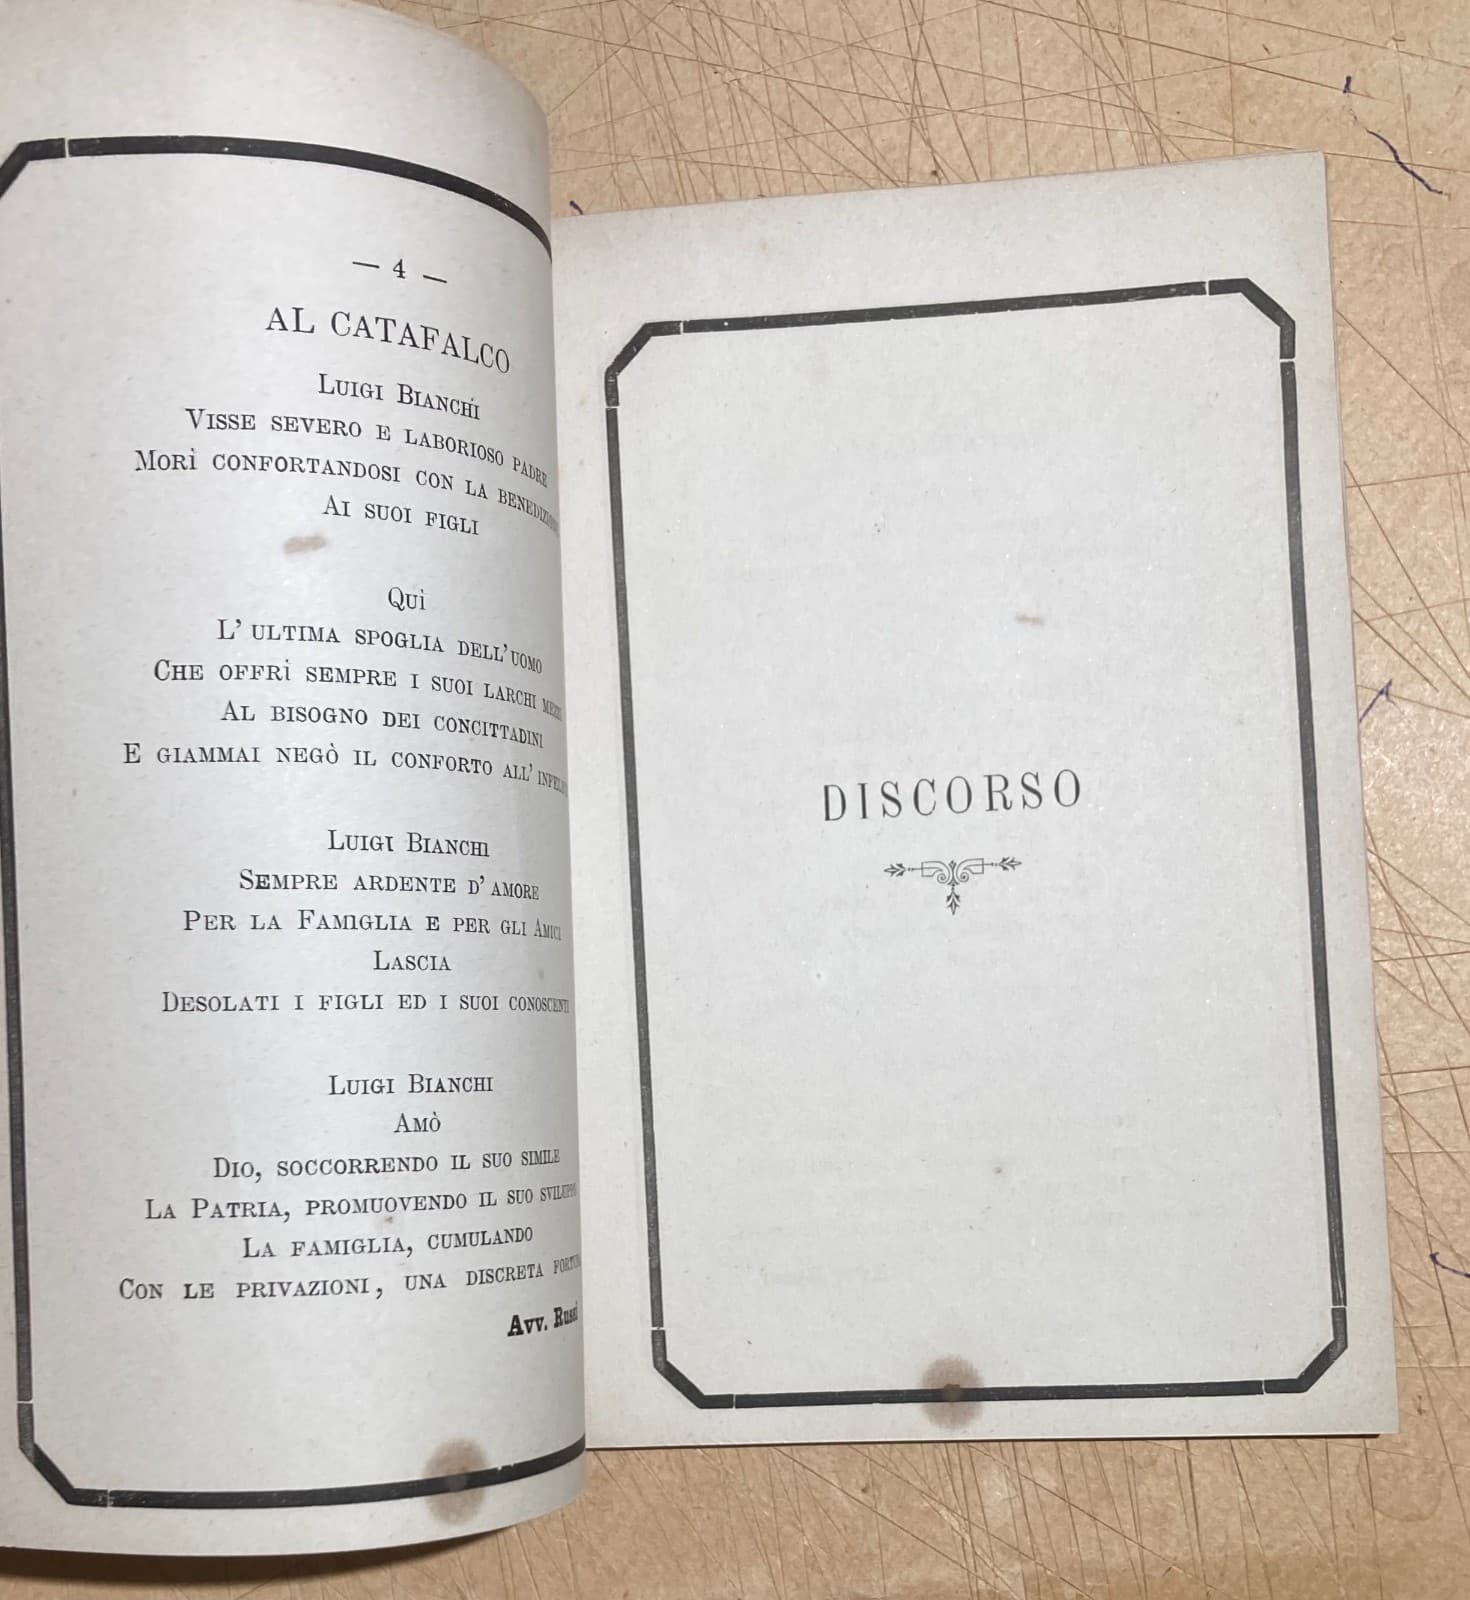 — 4 —
AL CATAFALCO
LUIGI BIANCHI
VISSE SEVERO E LABORIOSO PADRE
MORÌ CONFORTANDOSI CON LA
AI SUOI FIGLI
QUÌ
L' ULTIMA SPOGLIA DELL' UOMO
CHE OFFRÌ SEMPRE I SUOI LARCHI
AL BISOGNO DEI CONCITTADINI
E GIAMMAI NEGÒ IL CONFORTO ALL'
LUIGI BIANCHI
SEMPRE ARDENTE D' AMORE
PER LA FAMIGLIA E PER GLI AMICI
LASCIA
DESOLATI I FIGLI ED I SUOI CONOSCENTI
LUIGI BIANCHI
AMÒ
DIO, SOCCORRENDO IL SUO SIMILE
LA PATRIA, PROMUOVENDO IL SUO SVILUPPO
LA FAMIGLIA, CUMULANDO
CON LE PRIVAZIONI, UNA DISCRETA
Avv.
DISCORSO